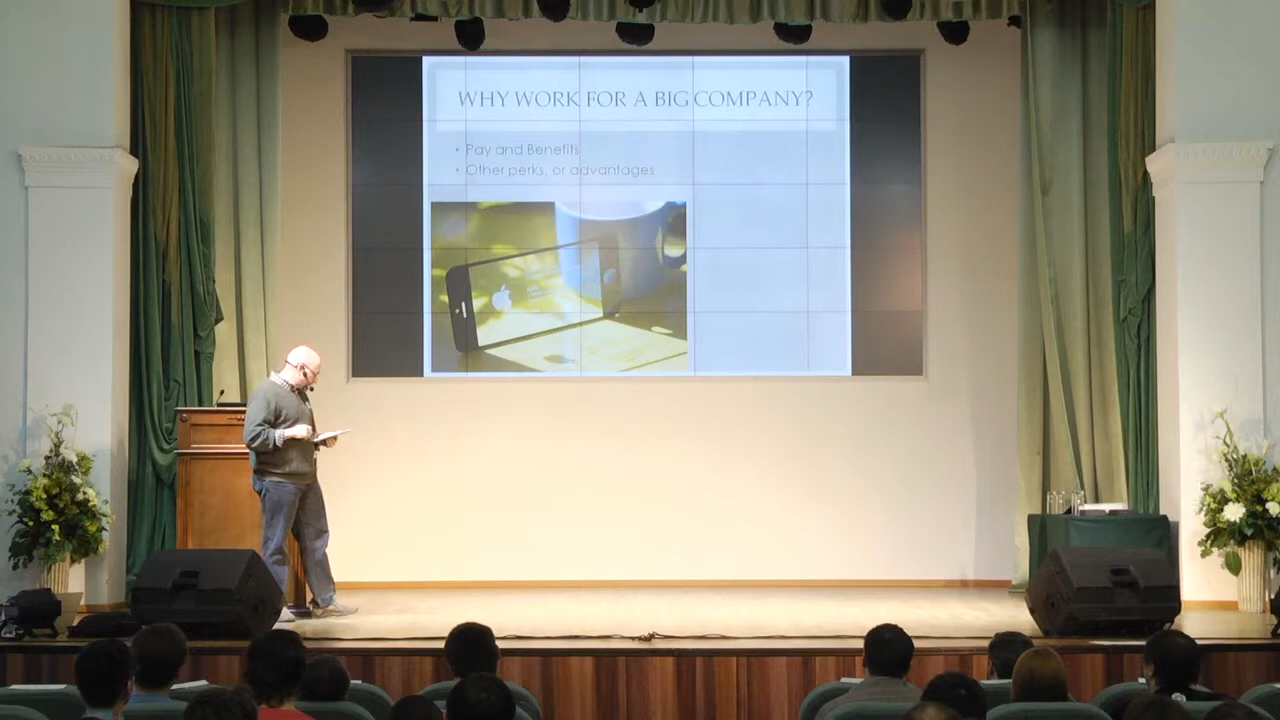 WHY WORK FOR A BIG COMPANY?
• Pay and Benefits
• Other perks, or advantages